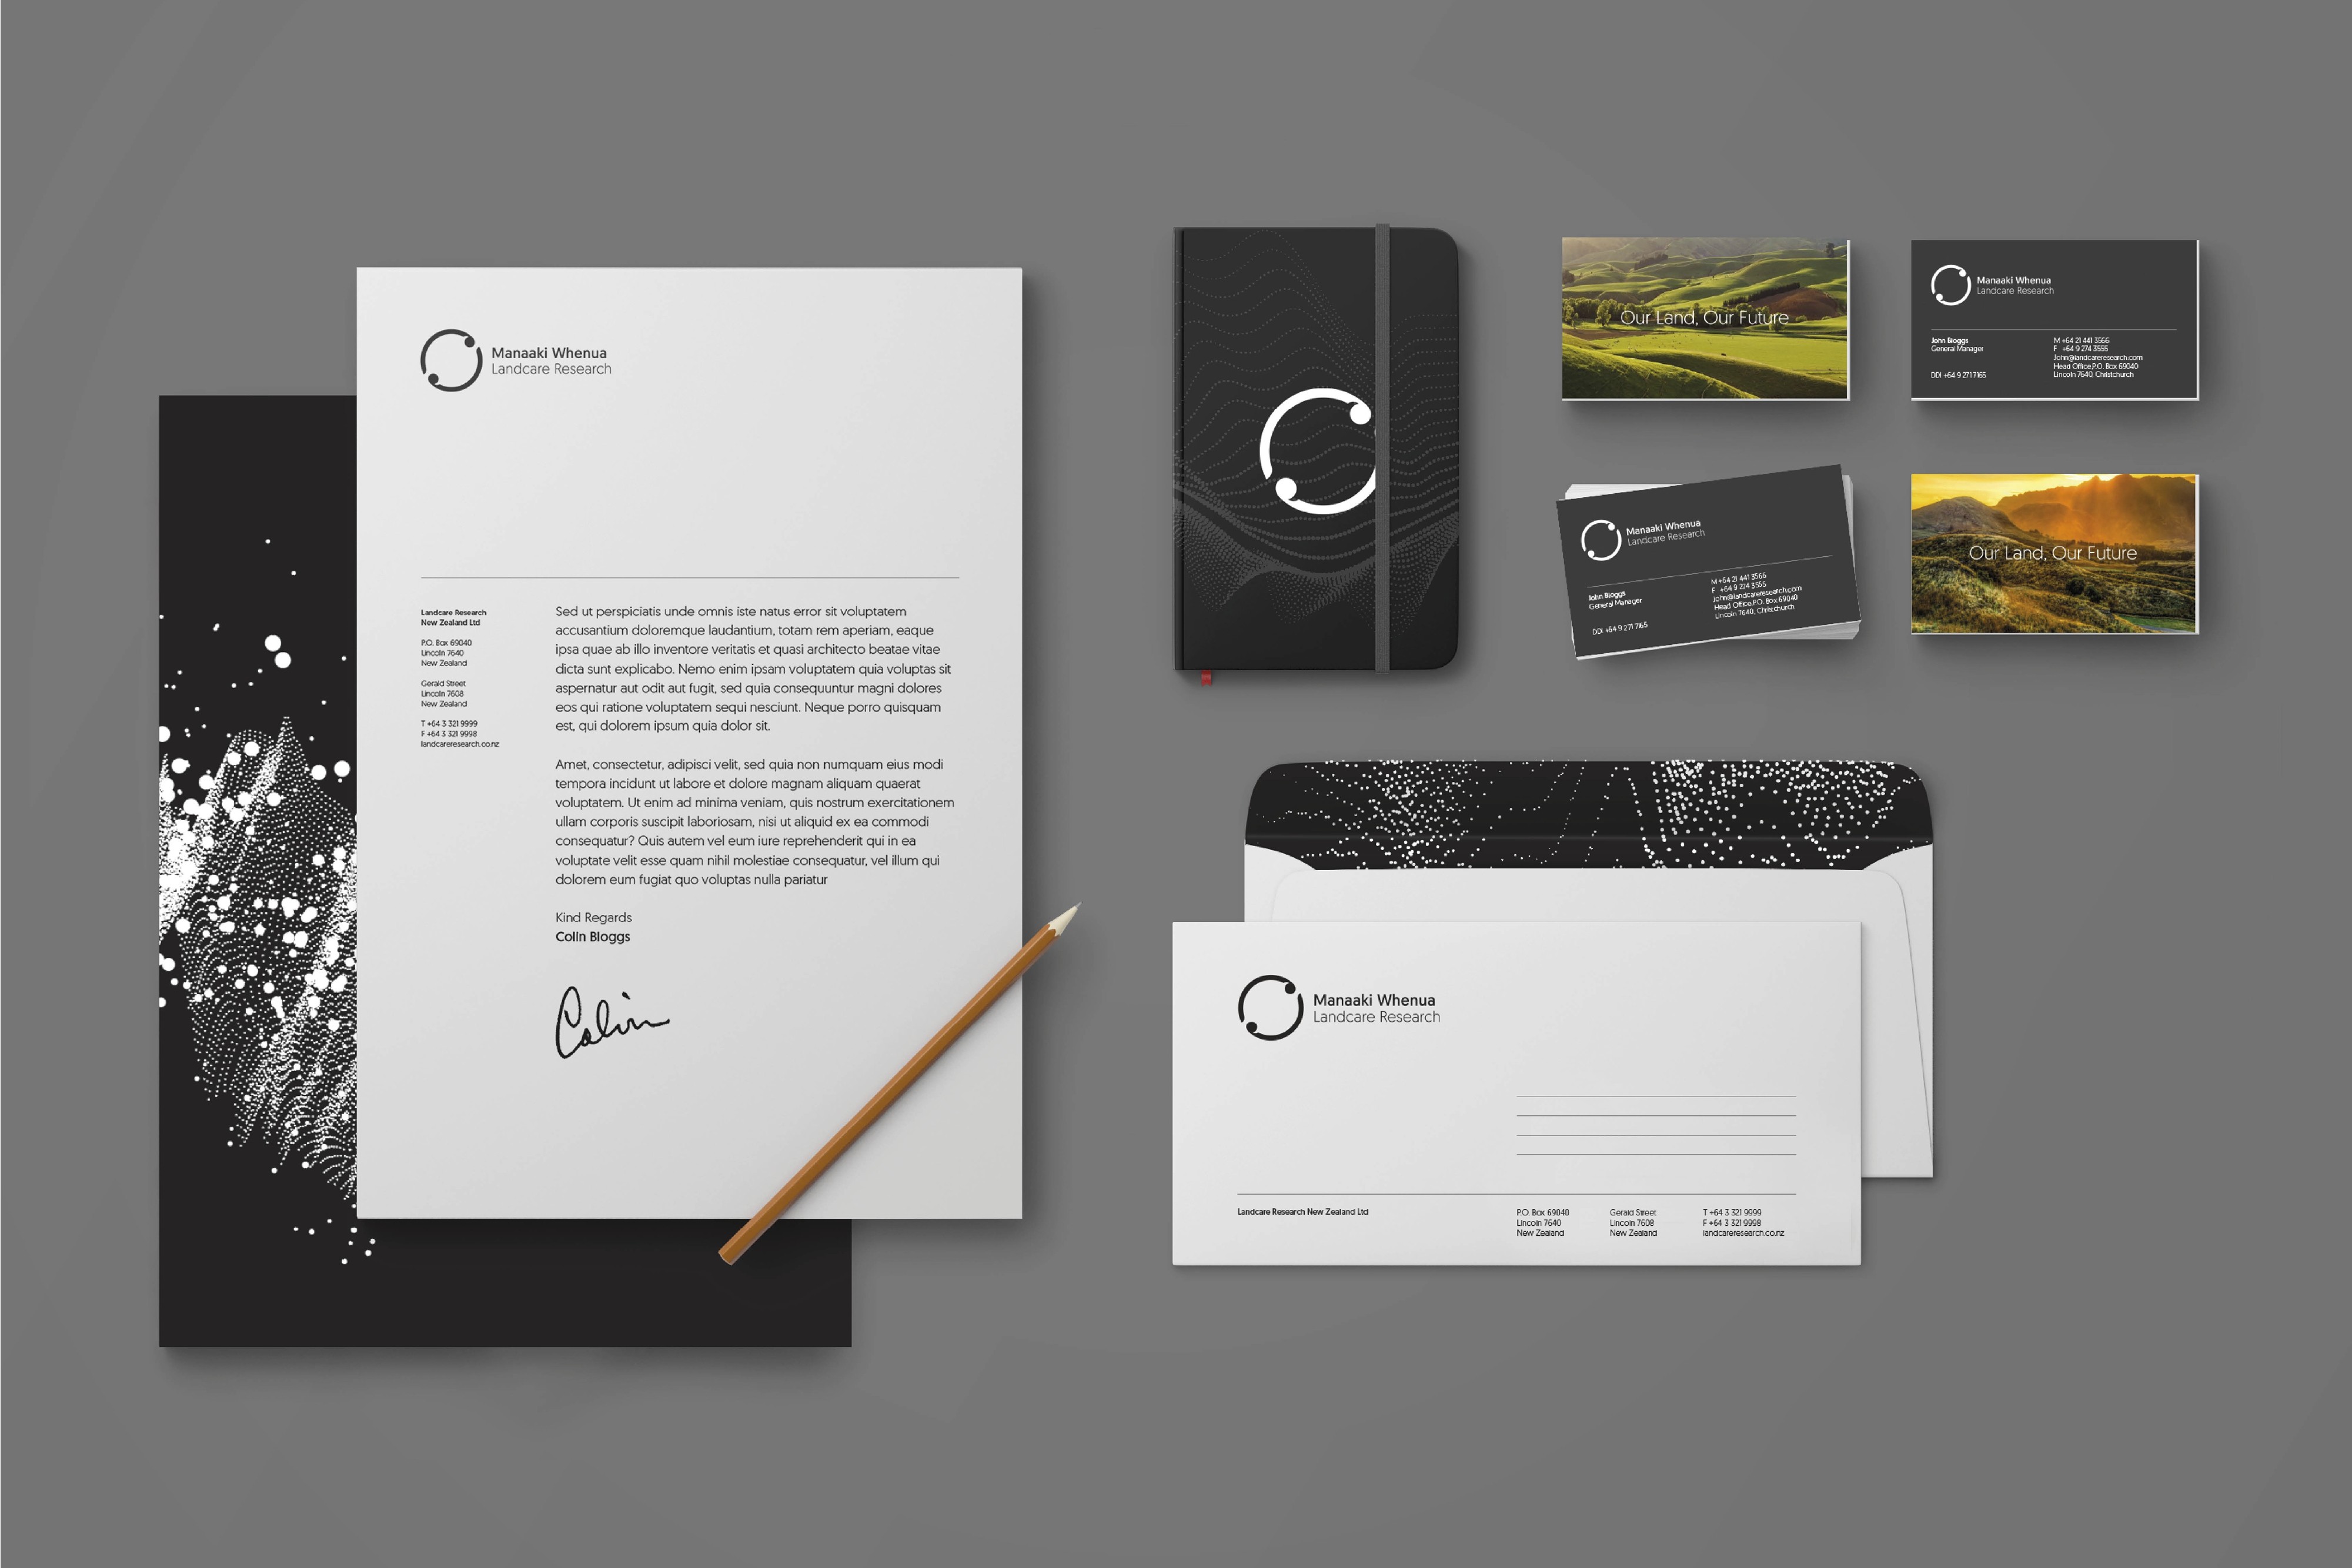 Manaaki Whenua
Landcare Research
Landcare Research
New Zealand Ltd
P.O. Box 69040
Lincoln 7640
New Zealand
Gerald Street
Lincoln 7608
New Zealand
T +64 3 321 9999
F +64 3 321 9998
landcareresearch.co.nz
Sed ut perspiciatis unde omnis iste natus error sit voluptatem
accusantium doloremque laudantium, totam rem aperiam, eaque
ipsa quae ab illo inventore veritatis et quasi architecto beatae vitae
dicta sunt explicabo. Nemo enim ipsam voluptatem quia voluptas sit
aspernatur aut odit aut fugit, sed quia consequuntur magni dolores
eos qui ratione voluptatem sequi nesciunt. Neque porro quisquam
est, qui dolorem ipsum quia dolor sit.
Amet, consectetur, adipisci velit, sed quia non numquam eius modi
tempora incidunt ut labore et dolore magnam aliquam quaerat
voluptatem. Ut enim ad minima veniam, quis nostrum exercitationem
ullam corporis suscipit laboriosam, nisi ut aliquid ex ea commodi
consequatur? Quis autem vel eum iure reprehenderit qui in ea
voluptate velit esse quam nihil molestiae consequatur, vel illum qui
dolorem eum fugiat quo voluptas nulla pariatur
Kind Regards
Colin Bloggs
Colin
Our Land, Our Future
Manaaki Whenua
Landcare Research
John Bloggs
General Manager
DDI +64 9 271 7165
M +64 21 441 3566
F +64 9 274 3555
John@landcareresearch.com
Head Office,P.O. Box 69040
Lincoln 7640, Christchurch
Manaaki Whenua
Landcare Research
John Bloggs
General Manager
DDI +64 9 271 7165
M +64 21 441 3566
F +64 9 274 3555
John@landcareresearch.com
Head Office,P.O. Box 69040
Lincoln 7640, Christchurch
Our Land, Our Future
Manaaki Whenua
Landcare Research
Landcare Research New Zealand Ltd
P.O. Box 69040
Lincoln 7640
New Zealand
Gerald Street
Lincoln 7608
New Zealand
T +64 3 321 9999
F +64 3 321 9998
landcareresearch.co.nz